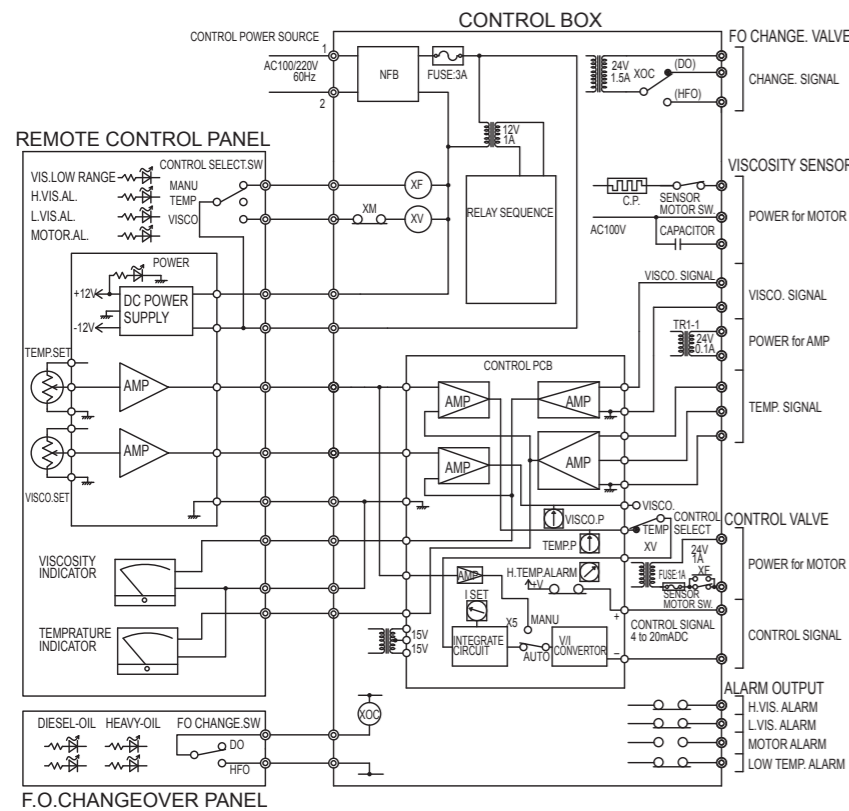 CONTROL BOX
CONTROL POWER SOURCE
1
AC100/220V
60Hz
2
NFB
FUSE:3A
24V
1.5A
XOC
(DO)
(HFO)
FO CHANGE. VALVE
CHANGE. SIGNAL
12V
1A
RELAY SEQUENCE
REMOTE CONTROL PANEL
VIS.LOW RANGE
H.VIS.AL.
L.VIS.AL.
MOTOR.AL.
CONTROL SELECT.SW
MANU
TEMP
VISCO
XF
XM
XV
VISCOSITY SENSOR
C.P.
SENSOR
MOTOR SW.
AC100V
CAPACITOR
POWER for MOTOR
POWER
+12V
-12V
DC POWER
SUPPLY
VISCO. SIGNAL
VISCO. SIGNAL
TR1-1
24V
0.1A
POWER for AMP
TEMP. SIGNAL
TEMP.SET
AMP
VISCO.SET
AMP
CONTROL PCB
AMP
AMP
AMP
AMP
VISCO.
VISCO.P
TEMP
CONTROL
SELECT
TEMP.P
XV
H.TEMP.ALARM
+V
AMP
I SET
X5
MANU
AUTO
INTEGRATE
CIRCUIT
V/I
CONVERTOR
15V
15V
CONTROL VALVE
24V
1A
FUSE:1A
XF
SENSOR
MOTOR SW.
POWER for MOTOR
+
CONTROL SIGNAL
4 to 20mADC
−
CONTROL SIGNAL
VISCOSITY
INDICATOR
TEMPRATURE
INDICATOR
ALARM OUTPUT
H.VIS. ALARM
L.VIS. ALARM
MOTOR ALARM
LOW TEMP. ALARM
DIESEL-OIL
HEAVY-OIL
FO CHANGE.SW
DO
HFO
XOC
F.O.CHANGEOVER PANEL